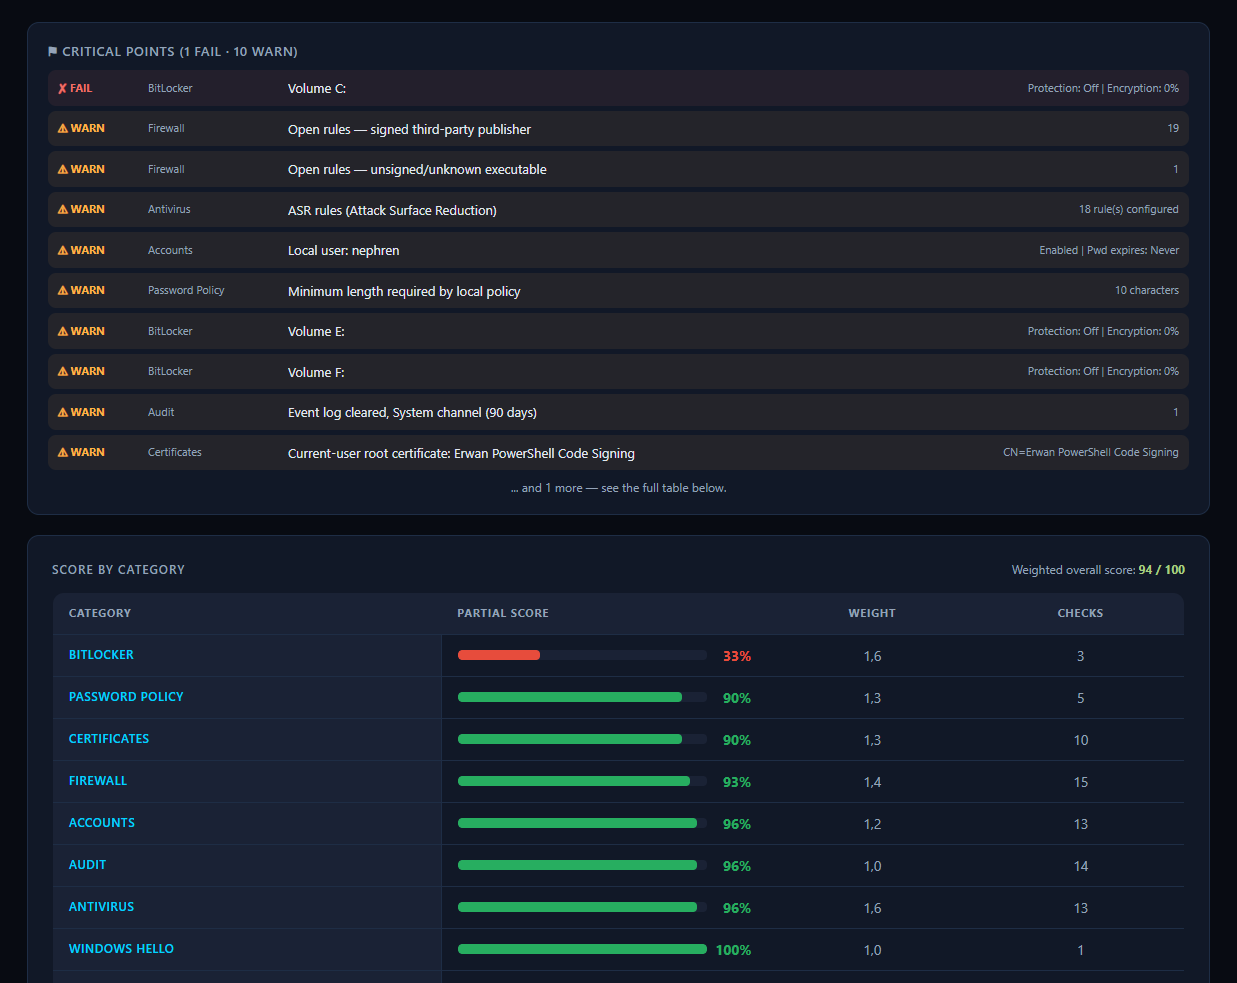 ⚑ CRITICAL POINTS (1 FAIL · 10 WARN)
✘ FAIL BitLocker Volume C: Protection: Off | Encryption: 0%
⚠ WARN Firewall Open rules — signed third-party publisher 19
⚠ WARN Firewall Open rules — unsigned/unknown executable 1
⚠ WARN Antivirus ASR rules (Attack Surface Reduction) 18 rule(s) configured
⚠ WARN Accounts Local user: nephren Enabled | Pwd expires: Never
⚠ WARN Password Policy Minimum length required by local policy 10 characters
⚠ WARN BitLocker Volume E: Protection: Off | Encryption: 0%
⚠ WARN BitLocker Volume F: Protection: Off | Encryption: 0%
⚠ WARN Audit Event log cleared, System channel (90 days) 1
⚠ WARN Certificates Current-user root certificate: Erwan PowerShell Code Signing CN=Erwan PowerShell Code Signing
... and 1 more — see the full table below.
SCORE BY CATEGORY Weighted overall score: 94 / 100
CATEGORY PARTIAL SCORE WEIGHT CHECKS
BITLOCKER 33% 1,6 3
PASSWORD POLICY 90% 1,3 5
CERTIFICATES 90% 1,3 10
FIREWALL 93% 1,4 15
ACCOUNTS 96% 1,2 13
AUDIT 96% 1,0 14
ANTIVIRUS 96% 1,6 13
WINDOWS HELLO 100% 1,0 1